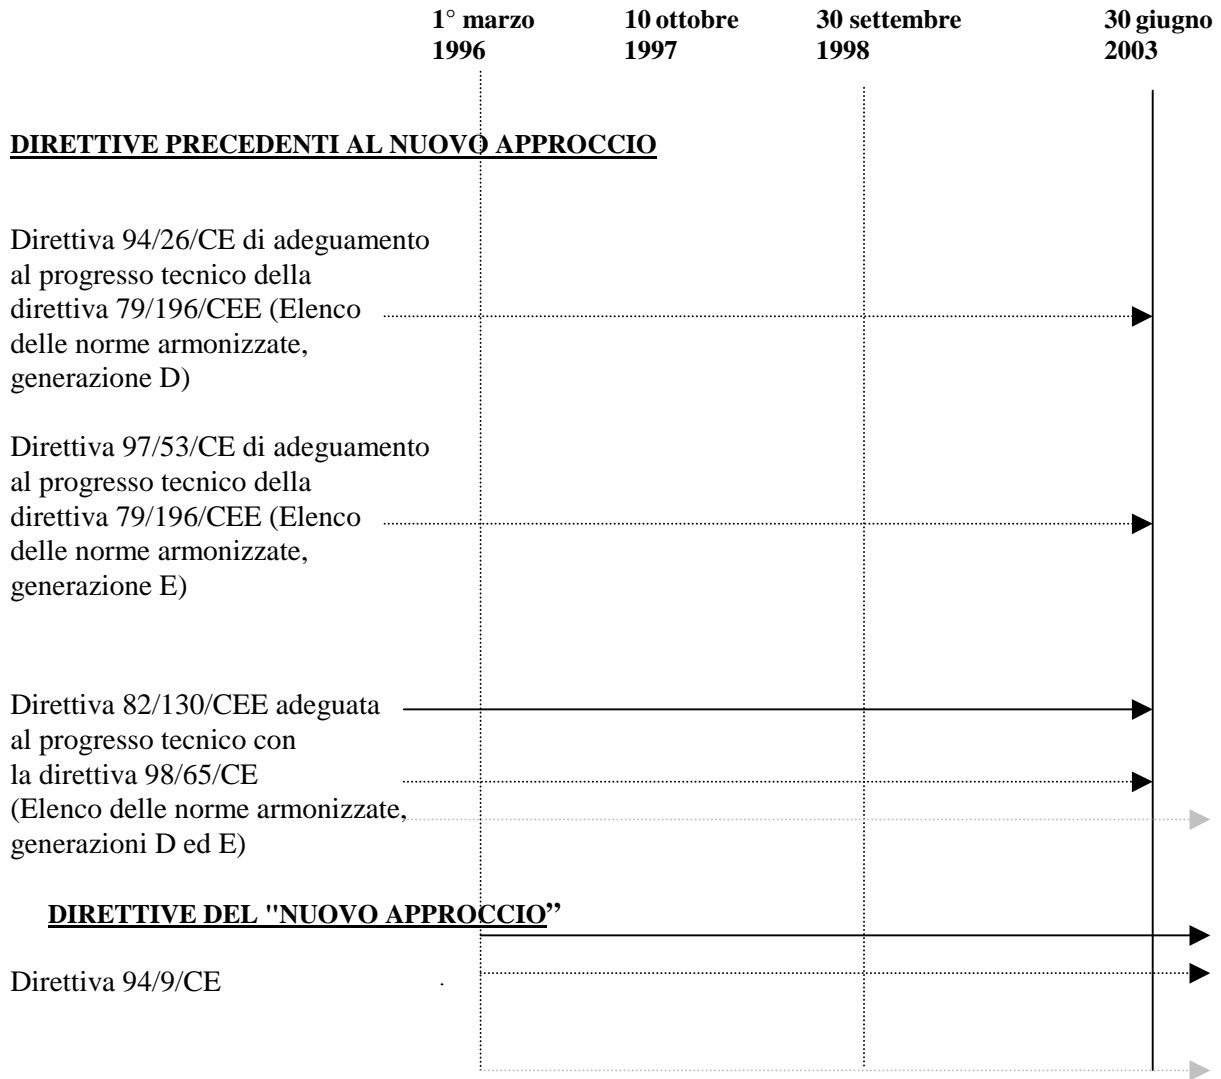 1° marzo 10 ottobre 30 settembre 30 giugno
1996 1997 1998 2003
DIRETTIVE PRECEDENTI AL NUOVO APPROCCIO
Direttiva 94/26/CE di adeguamento
al progresso tecnico della
direttiva 79/196/CEE (Elenco
delle norme armonizzate,
generazione D)
Direttiva 97/53/CE di adeguamento
al progresso tecnico della
direttiva 79/196/CEE (Elenco
delle norme armonizzate,
generazione E)
Direttiva 82/130/CEE adeguata
al progresso tecnico con
la direttiva 98/65/CE
(Elenco delle norme armonizzate,
generazioni D ed E)
DIRETTIVE DEL "NUOVO APPROCCIO”
Direttiva 94/9/CE